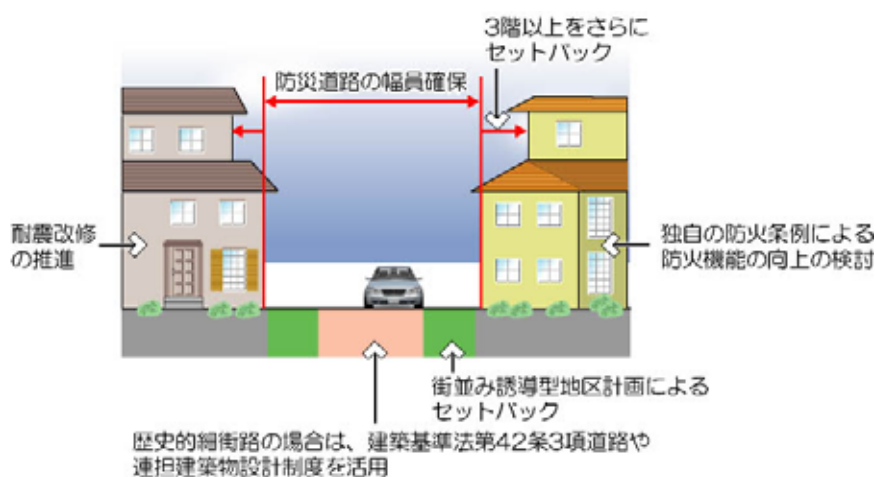 3階以上をさらに
セットバック
防災道路の幅員確保
耐震改修
の推進
独自の防火条例による
防火機能の向上の検討
街並み誘導型地区計画による
セットバック
歴史的細街路の場合は、建築基準法第42条3項道路や
連担建築物設計制度を活用